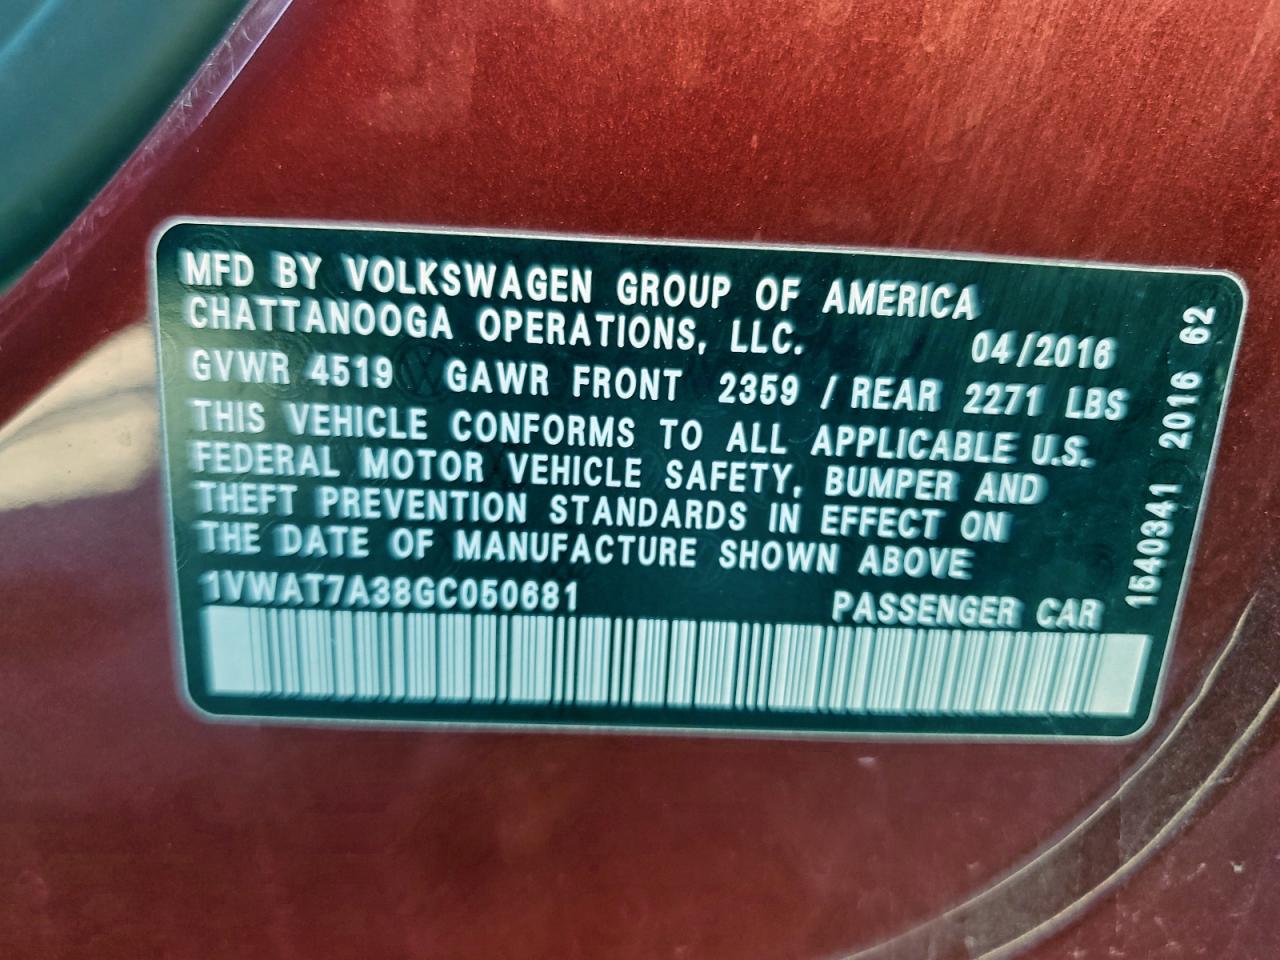 MFD BY VOLKSWAGEN GROUP OF AMERICA
CHATTANOOGA OPERATIONS, LLC.
04/2016
GVWR 4519 GAWR FRONT 2359 / REAR 2271 LBS
THIS VEHICLE CONFORMS TO ALL APPLICABLE U.S.
FEDERAL MOTOR VEHICLE SAFETY, BUMPER AND
THEFT PREVENTION STANDARDS IN EFFECT ON
THE DATE OF MANUFACTURE SHOWN ABOVE
1VWAT7A38GC050681 PASSENGER CAR
1540341 2016 62